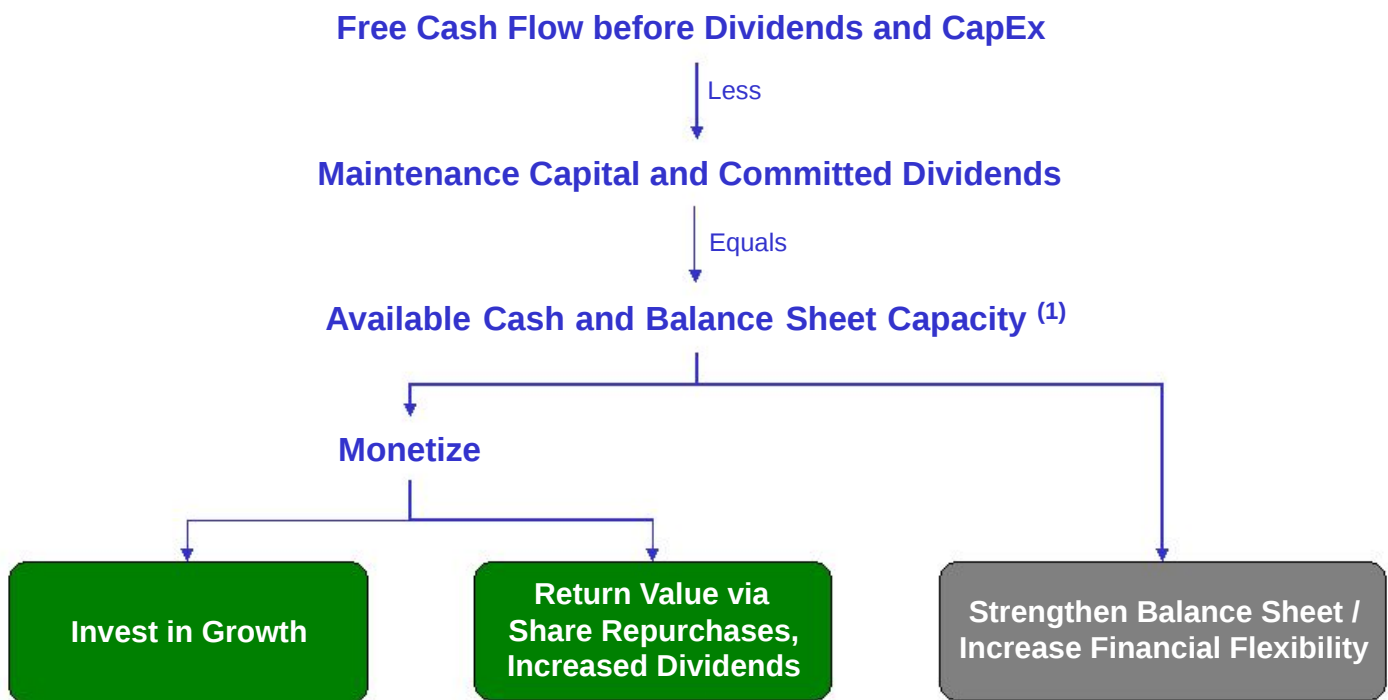 Free Cash Flow before Dividends and CapEx
Less
Maintenance Capital and Committed Dividends
Equals
Available Cash and Balance Sheet Capacity (1)
Monetize
Invest in Growth
Return Value via
Share Repurchases,
Increased Dividends
Strengthen Balance Sheet /
Increase Financial Flexibility